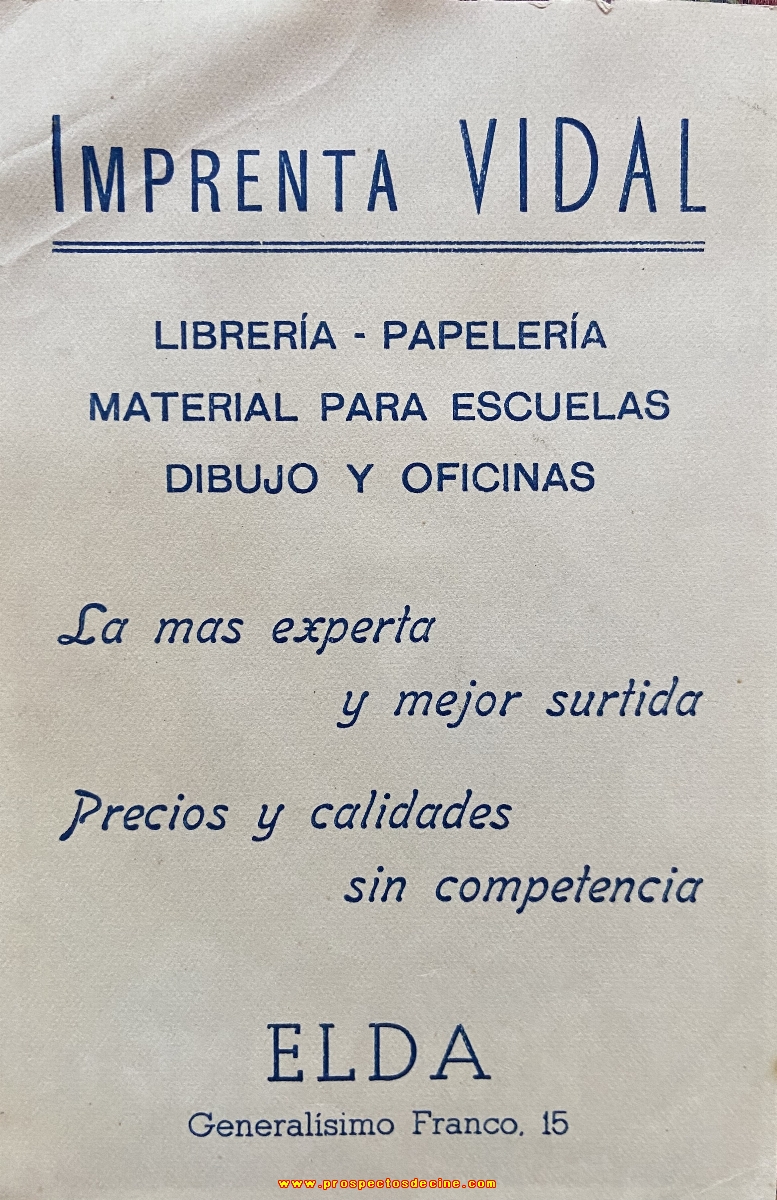 IMPRENTA VIDAL
LIBRERÍA - PAPELERÍA
MATERIAL PARA ESCUELAS
DIBUJO Y OFICINAS
La mas experta
y mejor surtida
Precios y calidades
sin competencia
ELDA
Generalísimo Franco, 15
www.prospectosdecine.com